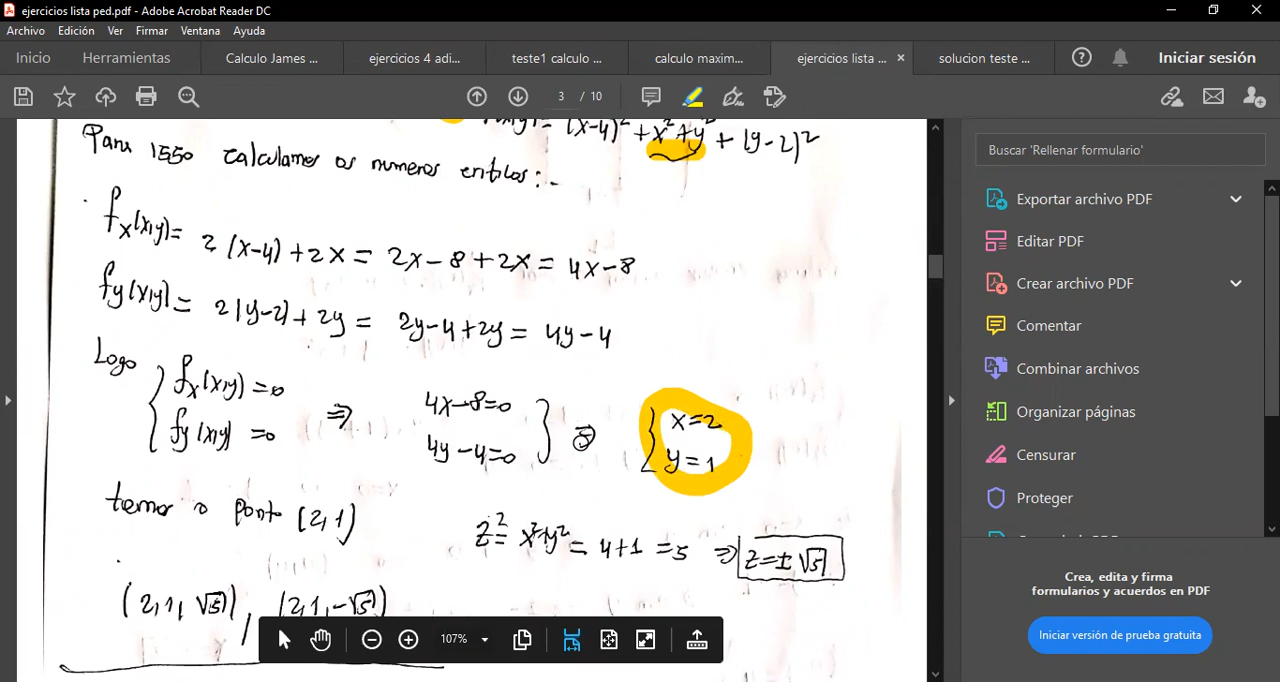 ejercicios lista ped.pdf - Adobe Acrobat Reader DC
Archivo Edición Ver Firmar Ventana Ayuda
Inicio Herramientas Calculo James ... ejercicios 4 adi... teste1 calculo ... calculo maxim... ejercicios lista ... × solucion teste ... Iniciar sesión
3 / 10
(x-4)² + x² + y² + (y-2)²
Para isso calculamos os numeros criticos:
fx(x,y)= 2(x-4)+2x = 2x-8+2x = 4x-8
fy(x,y)= 2(y-2)+2y = 2y-4+2y = 4y-4
Logo
{ fx(x,y)=0 ⇒ 4x-8=0 } ⇒ { x=2
{ fy(x,y)=0 4y-4=0 } { y=1
temos o ponto (2,1)
z²= x²+y² = 4+1 =5 ⇒ z=±√5
(2,1,√5), (2,1,-√5)
107%
Buscar 'Rellenar formulario'
Exportar archivo PDF
Editar PDF
Crear archivo PDF
Comentar
Combinar archivos
Organizar páginas
Censurar
Proteger
Crea, edita y firma
formularios y acuerdos en PDF
Iniciar versión de prueba gratuita